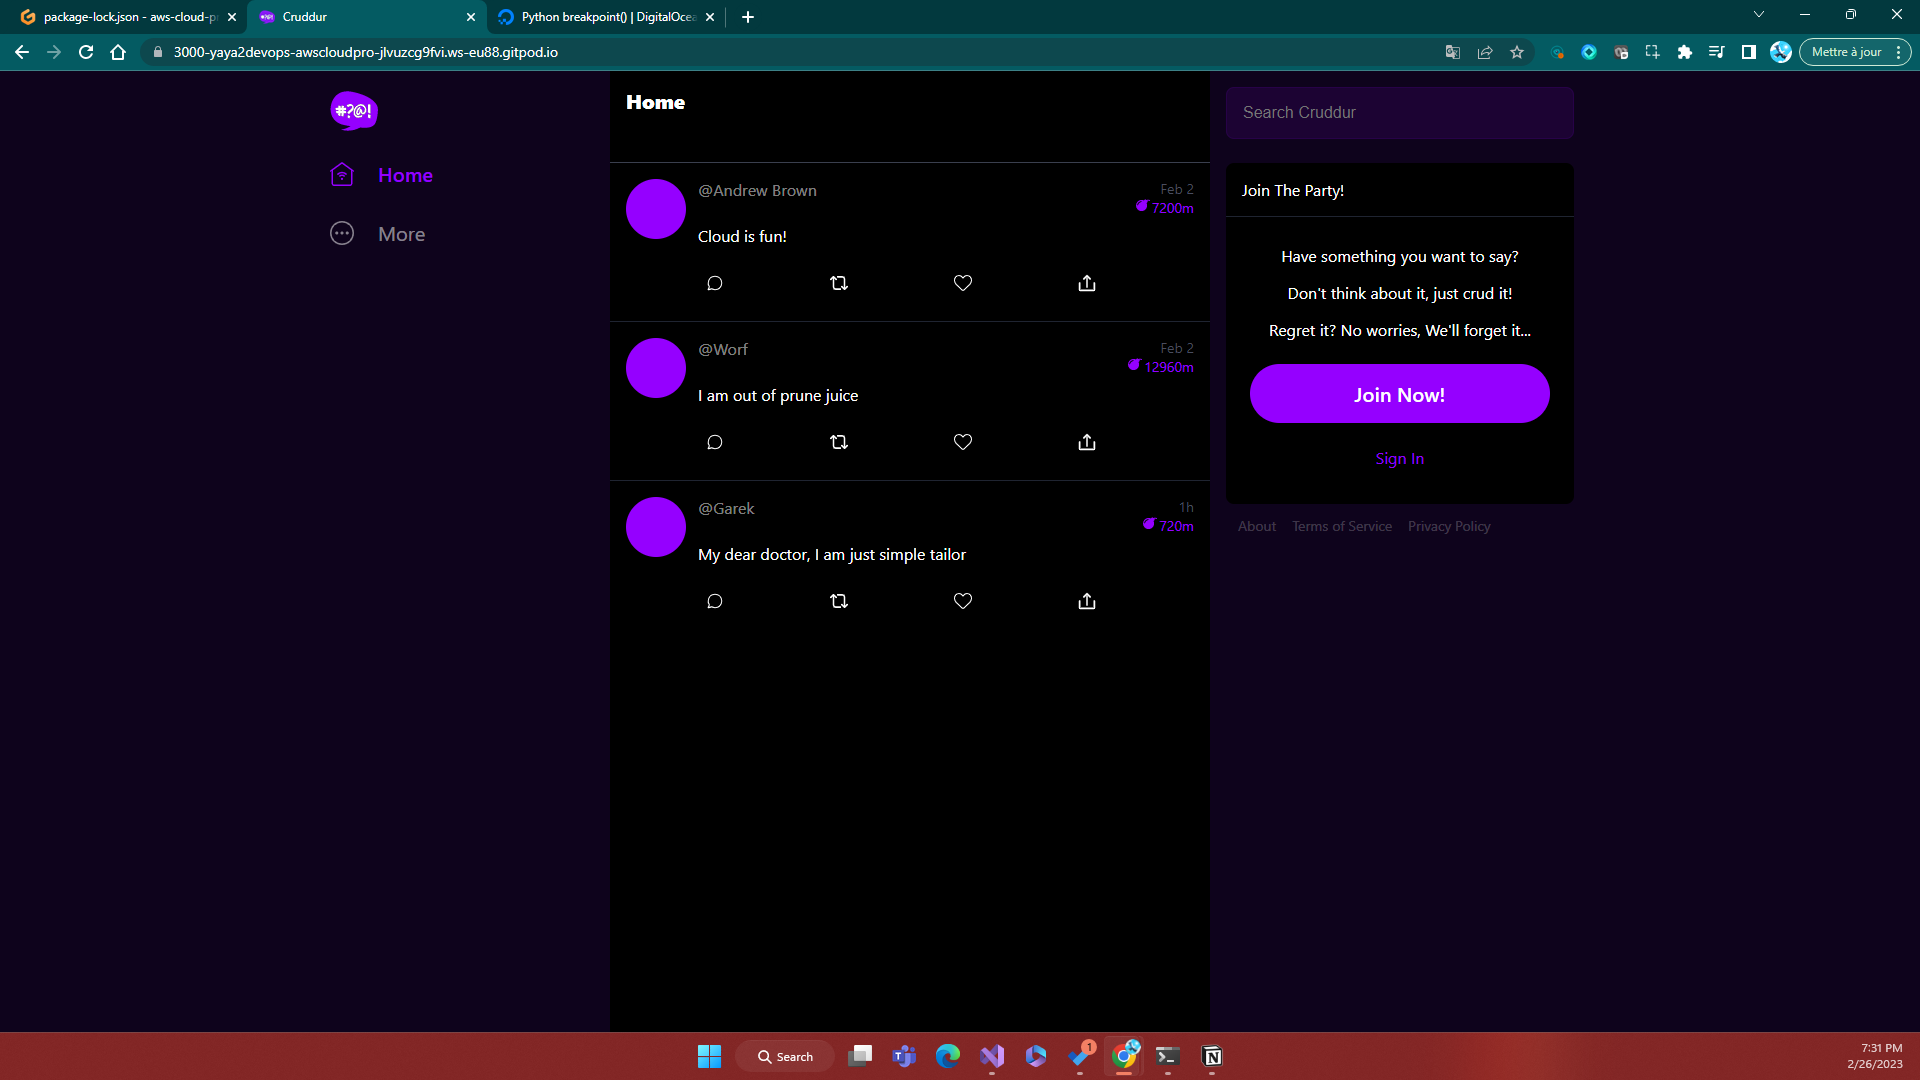 package-lock.json - aws-cloud-p
Cruddur
Python breakpoint() | DigitalOce
3000-yaya2devops-awscloudpro-jlvuzcg9fvi.ws-eu88.gitpod.io
Mettre à jour
#?@!
Home
More
Home
@Andrew Brown
Feb 2
7200m
Cloud is fun!
@Worf
Feb 2
12960m
I am out of prune juice
@Garek
1h
720m
My dear doctor, I am just simple tailor
Search Cruddur
Join The Party!
Have something you want to say?
Don't think about it, just crud it!
Regret it? No worries, We'll forget it...
Join Now!
Sign In
About Terms of Service Privacy Policy
Search
1
7:31 PM
2/26/2023